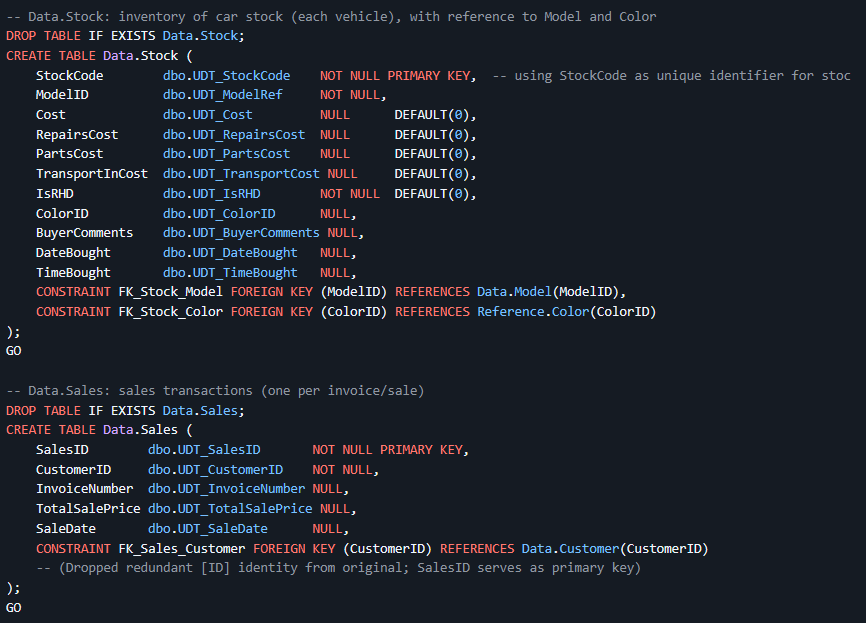 -- Data.Stock: inventory of car stock (each vehicle), with reference to Model and Color
DROP TABLE IF EXISTS Data.Stock;
CREATE TABLE Data.Stock (
    StockCode        dbo.UDT_StockCode    NOT NULL PRIMARY KEY,  -- using StockCode as unique identifier for stoc
    ModelID          dbo.UDT_ModelRef     NOT NULL,
    Cost             dbo.UDT_Cost         NULL      DEFAULT(0),
    RepairsCost      dbo.UDT_RepairsCost  NULL      DEFAULT(0),
    PartsCost        dbo.UDT_PartsCost    NULL      DEFAULT(0),
    TransportInCost  dbo.UDT_TransportCost NULL     DEFAULT(0),
    IsRHD            dbo.UDT_IsRHD        NOT NULL  DEFAULT(0),
    ColorID          dbo.UDT_ColorID      NULL,
    BuyerComments    dbo.UDT_BuyerComments NULL,
    DateBought       dbo.UDT_DateBought   NULL,
    TimeBought       dbo.UDT_TimeBought   NULL,
    CONSTRAINT FK_Stock_Model FOREIGN KEY (ModelID) REFERENCES Data.Model(ModelID),
    CONSTRAINT FK_Stock_Color FOREIGN KEY (ColorID) REFERENCES Reference.Color(ColorID)
);
GO

-- Data.Sales: sales transactions (one per invoice/sale)
DROP TABLE IF EXISTS Data.Sales;
CREATE TABLE Data.Sales (
    SalesID        dbo.UDT_SalesID       NOT NULL PRIMARY KEY,
    CustomerID     dbo.UDT_CustomerID    NOT NULL,
    InvoiceNumber  dbo.UDT_InvoiceNumber NULL,
    TotalSalePrice dbo.UDT_TotalSalePrice NULL,
    SaleDate       dbo.UDT_SaleDate      NULL,
    CONSTRAINT FK_Sales_Customer FOREIGN KEY (CustomerID) REFERENCES Data.Customer(CustomerID)
    -- (Dropped redundant [ID] identity from original; SalesID serves as primary key)
);
GO